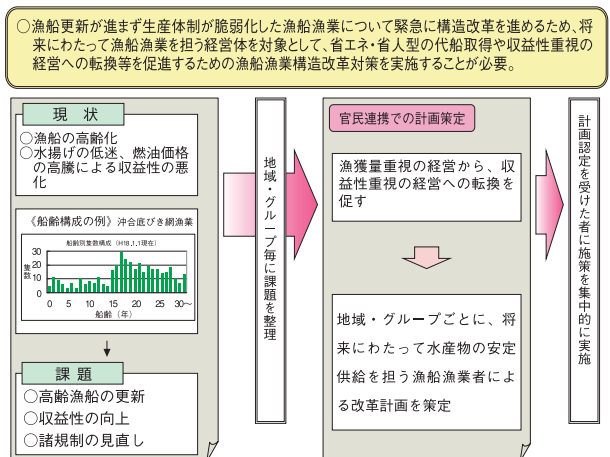 ○漁船更新が進まず生産体制が脆弱化した漁船漁業について緊急に構造改革を進めるため、将
来にわたって漁船漁業を担う経営体を対象として、省エネ・省人型の代船取得や収益性重視の
経営への転換等を促進するための漁船漁業構造改革対策を実施することが必要。
現状
○漁船の高齢化
○水揚げの低迷、燃油価格
の高騰による収益性の悪
化
《船齢構成の例》沖合底びき網漁業
船齢別隻数構成（H18.1.1現在）
隻数
30
20
10
0
0 5 10 15 20 25 30～
船齢（年）
課題
○高齢漁船の更新
○収益性の向上
○諸規制の見直し
地域・グループ毎に課題を整理
官民連携での計画策定
漁獲量重視の経営から、収
益性重視の経営への転換を
促す
地域・グループごとに、将
来にわたって水産物の安定
供給を担う漁船漁業者によ
る改革計画を策定
計画認定を受けた者に施策を集中的に実施